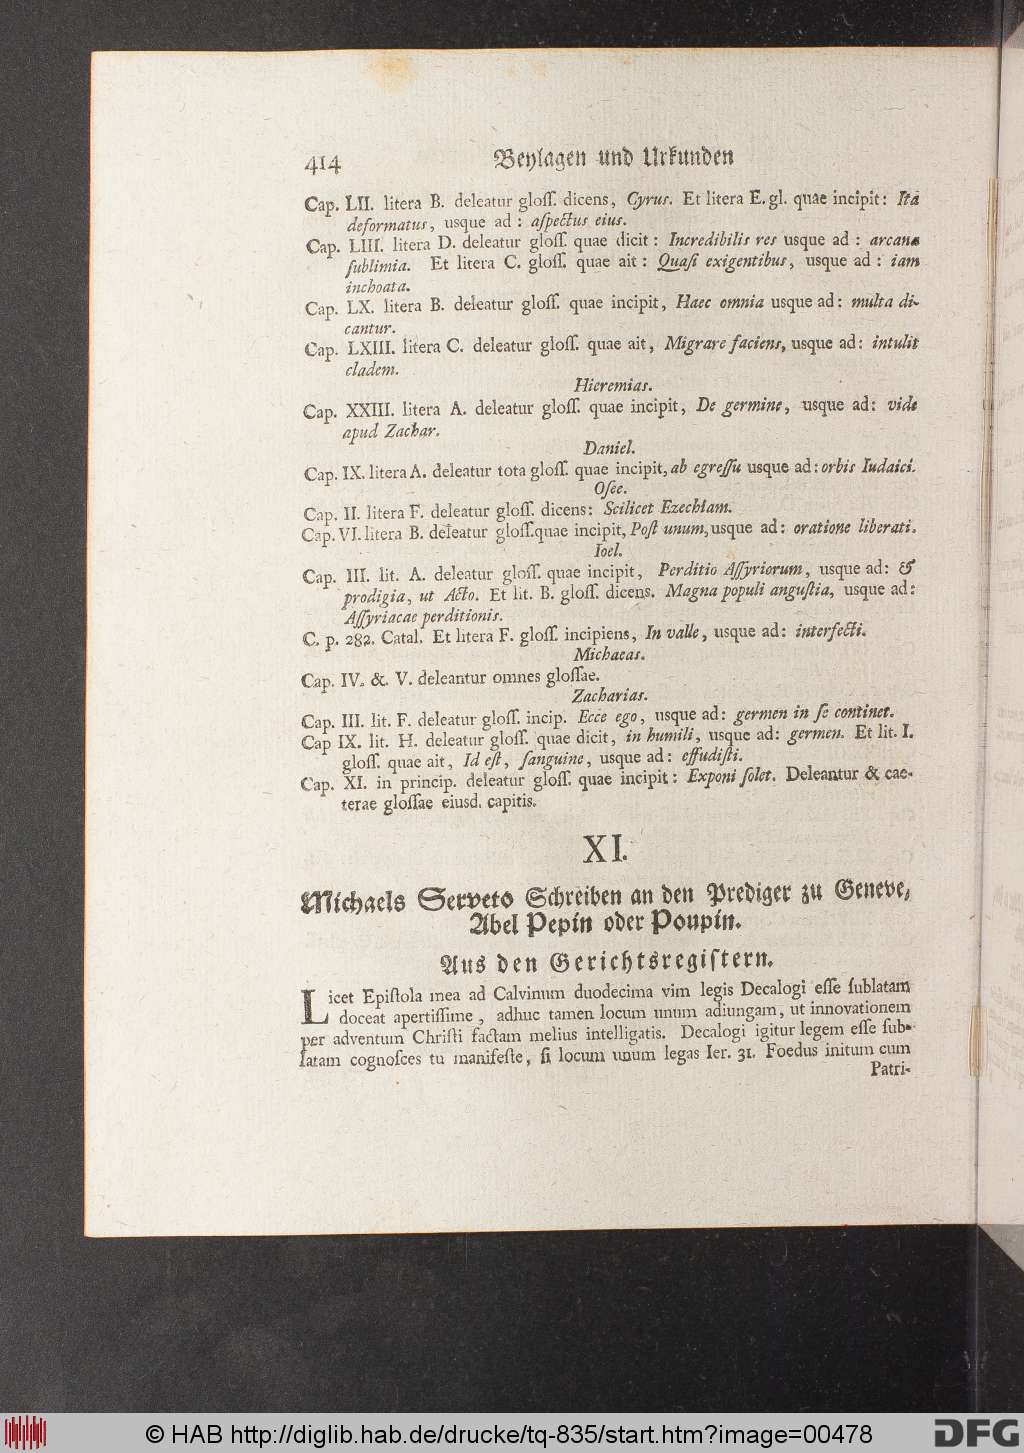 414 Beylagen und Urkunden
Cap. LII. litera B. deleatur gloſſ. dicens, Cyrus. Et litera E. gl. quae incipit: Ita
deformatus, usque ad: aſpectus eius.
Cap. LIII. litera D. deleatur gloſſ. quae dicit: Incredibilis res usque ad: arcana
ſublimia. Et litera C. gloſſ. quae ait: Quaſi exigentibus, usque ad: iam
inchoata.
Cap. LX. litera B. deleatur gloſſ. quae incipit, Haec omnia usque ad: multa di-
cantur.
Cap. LXIII. litera C. deleatur gloſſ. quae ait, Migrare faciens, usque ad: intulit
cladem.
Hieremias.
Cap. XXIII. litera A. deleatur gloſſ. quae incipit, De germine, usque ad: vide
apud Zachar.
Daniel.
Cap. IX. litera A. deleatur tota gloſſ. quae incipit, ab egreſſu usque ad: orbis Iudaici.
Oſee.
Cap. II. litera F. deleatur gloſſ. dicens: Scilicet Ezechiam.
Cap. VI. litera B. deleatur gloſſ. quae incipit, Poſt unum, usque ad: oratione liberati.
Ioel.
Cap. III. lit. A. deleatur gloſſ. quae incipit, Perditio Aſſyriorum, usque ad: &
prodigia, ut Acto. Et lit. B. gloſſ. dicens. Magna populi anguſtia, usque ad:
Aſſyriacae perditionis.
C. p. 282. Catal. Et litera F. gloſſ. incipiens, In valle, usque ad: interfecti.
Michaeas.
Cap. IV. &. V. deleantur omnes gloſſae.
Zacharias.
Cap. III. lit. F. deleatur gloſſ. incip. Ecce ego, usque ad: germen in ſe continet.
Cap IX. lit. H. deleatur gloſſ. quae dicit, in humili, usque ad: germen. Et lit. I.
gloſſ. quae ait, Id eſt, ſanguine, usque ad: effudiſti.
Cap. XI. in princip. deleatur gloſſ. quae incipit: Exponi ſolet. Deleantur & cae-
terae gloſſae eiusd. capitis.
XI.
Michaels Serveto Schreiben an den Prediger zu Geneve,
Abel Pepin oder Poupin.
Aus den Gerichtsregiſtern.
Licet Epiſtola mea ad Calvinum duodecima vim legis Decalogi eſſe ſublatam
doceat apertiſſime, adhuc tamen locum unum adiungam, ut innovationem
per adventum Chriſti factam melius intelligatis. Decalogi igitur legem eſſe ſub-
latam cognoſces tu manifeſte, ſi locum unum legas Ier. 31. Foedus initum cum
Patri-
© HAB http://diglib.hab.de/drucke/tq-835/start.htm?image=00478
DFG